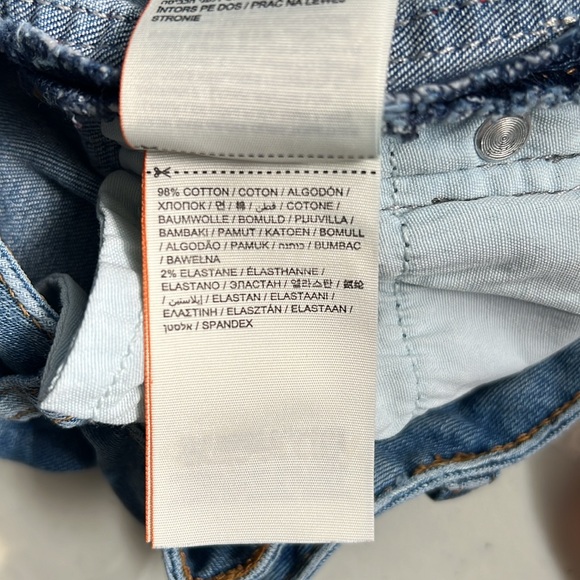 ÎNTORS PE DOS / PRAC NA LEWEJ
STRONIE
98% COTTON / COTON / ALGODÓN /
ХЛОПОК / 면 / 棉 / قطن / COTONE /
BAUMWOLLE / BOMULD / PUUVILLA /
BAMBAKI / PAMUT / KATOEN / BOMULL
/ ALGODÃO / PAMUK / כותנה / BUMBAC
/ BAWEŁNA
2% ELASTANE / ÉLASTHANNE /
ELASTANO / ЭЛАСТАН / 엘라스탄 /
/ إيلاستين / ELASTAN / ELASTAANI /
ΕΛΑΣΤΙΝΗ / ELASZTÁN / ELASTAAN /
אלסטן / SPANDEX